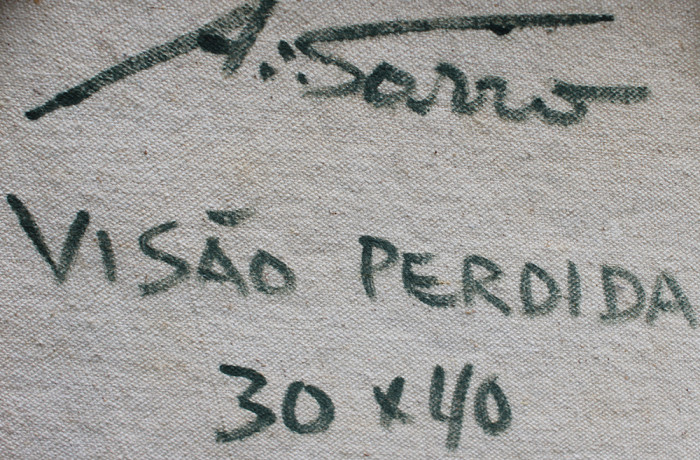 A. Sarro
VISÃO PERDIDA
30 x 40